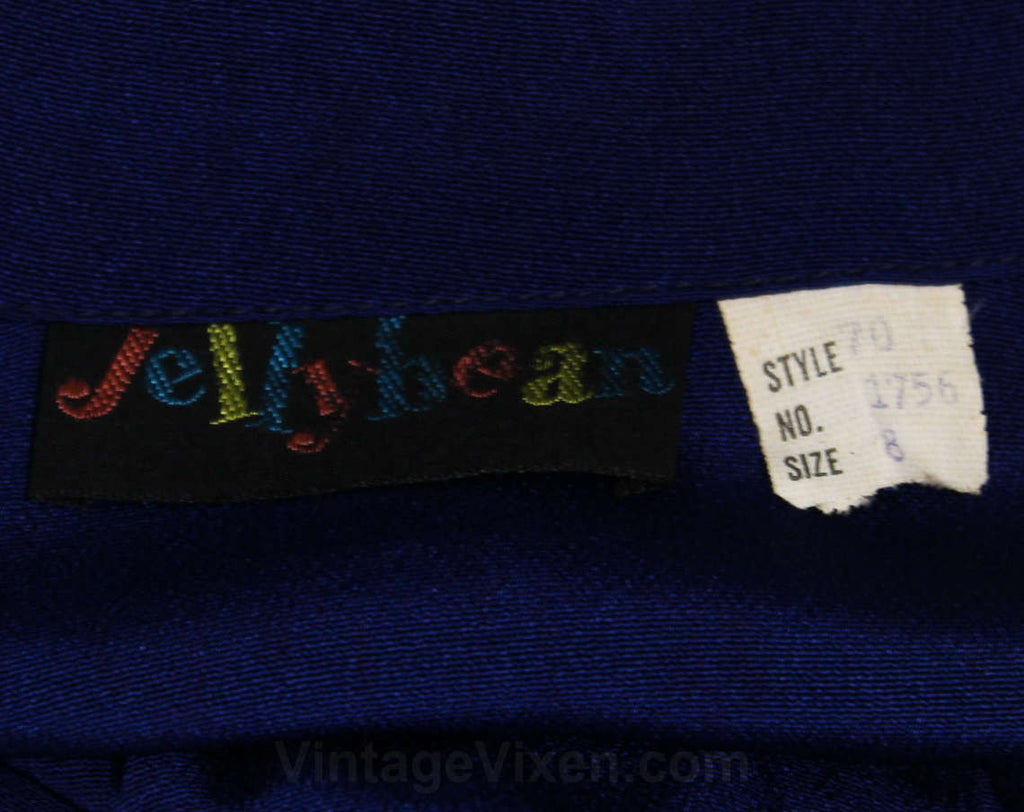 Jellybean
STYLE 70
NO. 1756
SIZE 8
VintageVixen.com